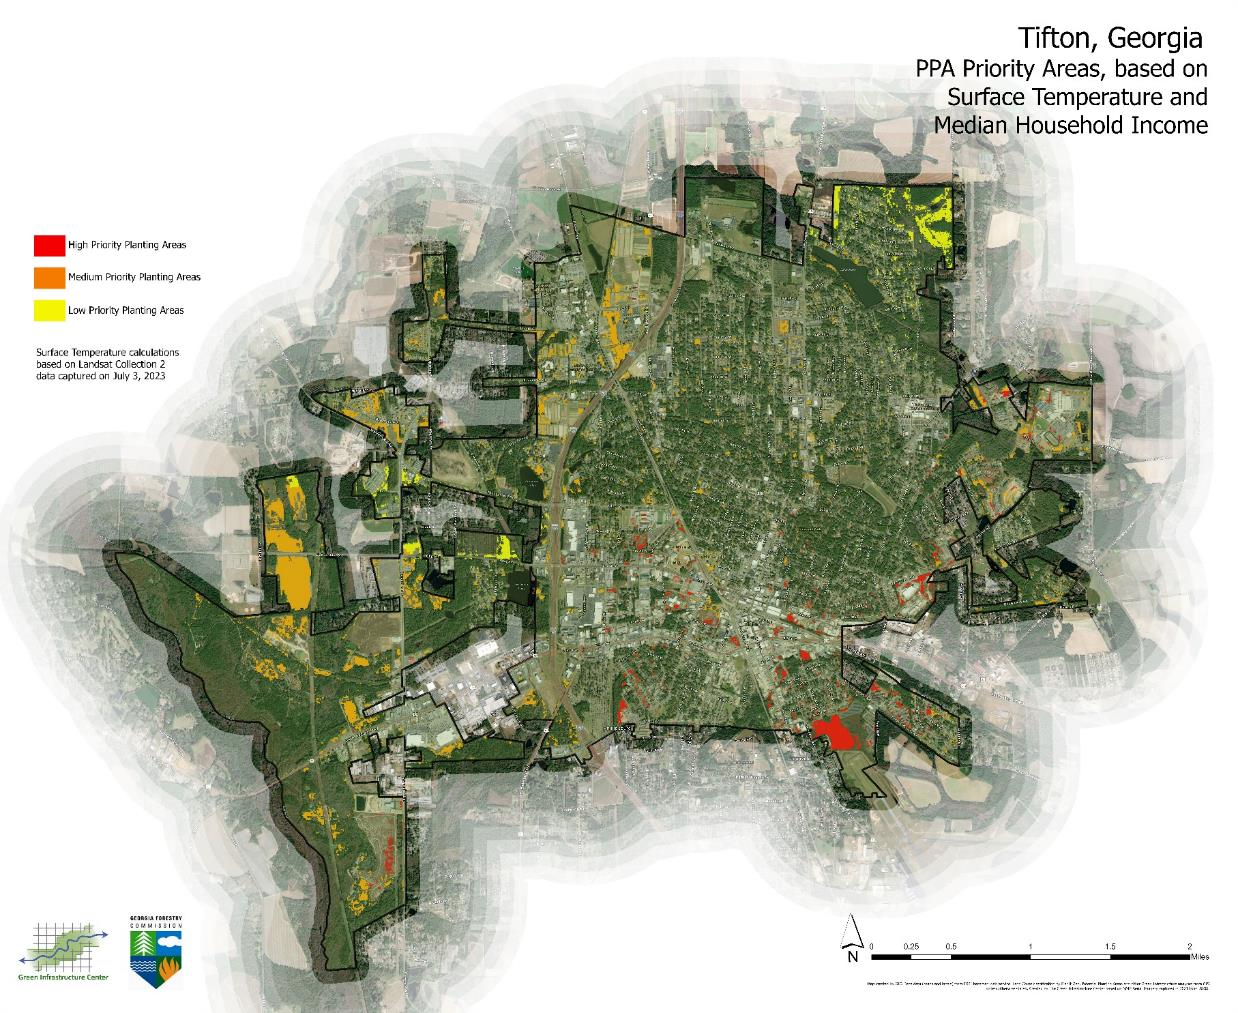 Tifton, Georgia
PPA Priority Areas, based on
Surface Temperature and
Median Household Income
High Priority Planting Areas
Medium Priority Planting Areas
Low Priority Planting Areas
Surface Temperature calculations
based on Landsat Collection 2
data captured on July 3, 2023
Green Infrastructure Center
GEORGIA FORESTRY
COMMISSION
N
0 0.25 0.5 1 1.5 2
Miles